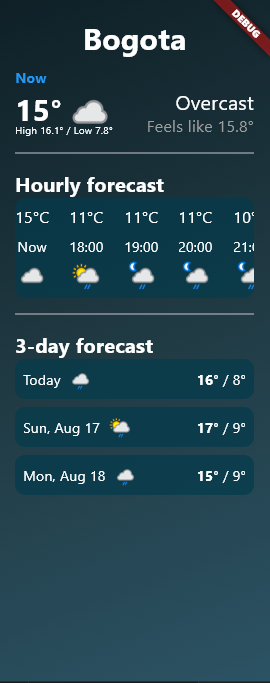 DEBUG
Bogota
Now
15°
Overcast
High 16.1° / Low 7.8°
Feels like 15.8°
Hourly forecast
15°C 11°C 11°C 11°C 10°
Now 18:00 19:00 20:00 21:0
3-day forecast
Today 16° / 8°
Sun, Aug 17 17° / 9°
Mon, Aug 18 15° / 9°